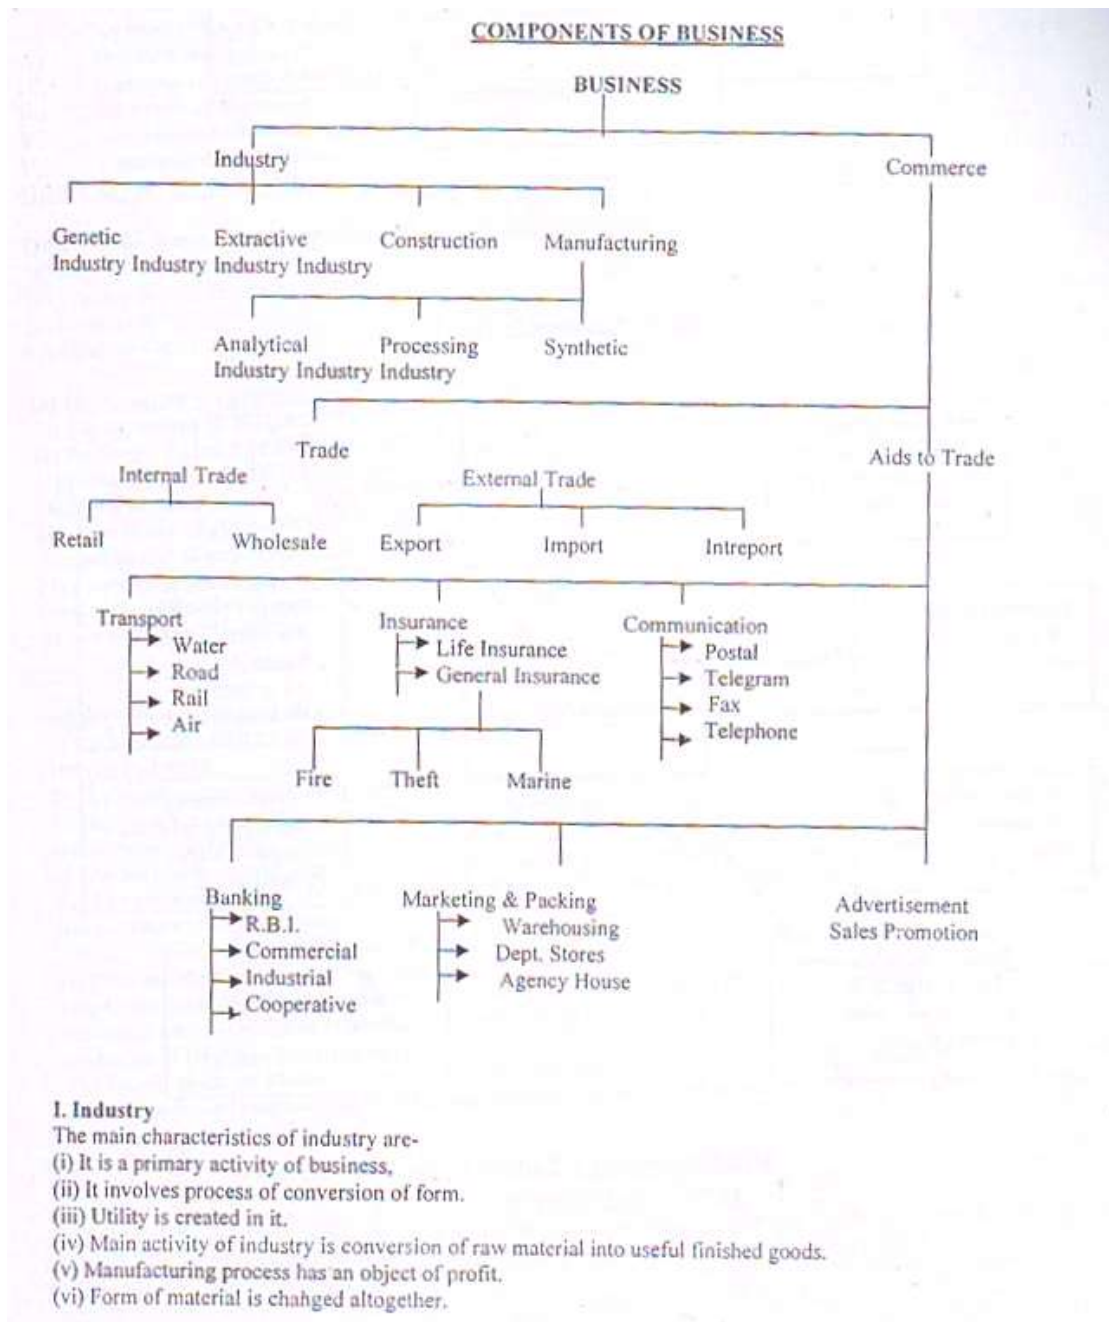 COMPONENTS OF BUSINESS
BUSINESS
Industry
Commerce
Genetic Extractive Construction Manufacturing
Industry Industry Industry Industry
Analytical Processing Synthetic
Industry Industry Industry
Trade
Aids to Trade
Internal Trade External Trade
Retail Wholesale Export Import Intreport
Transport
Water
Road
Rail
Air
Insurance
Life Insurance
General Insurance
Fire Theft Marine
Communication
Postal
Telegram
Fax
Telephone
Banking
R.B.I.
Commercial
Industrial
Cooperative
Marketing & Packing
Warehousing
Dept. Stores
Agency House
Advertisement
Sales Promotion
I. Industry
The main characteristics of industry are-
(i) It is a primary activity of business,
(ii) It involves process of conversion of form.
(iii) Utility is created in it.
(iv) Main activity of industry is conversion of raw material into useful finished goods.
(v) Manufacturing process has an object of profit.
(vi) Form of material is chahged altogether.